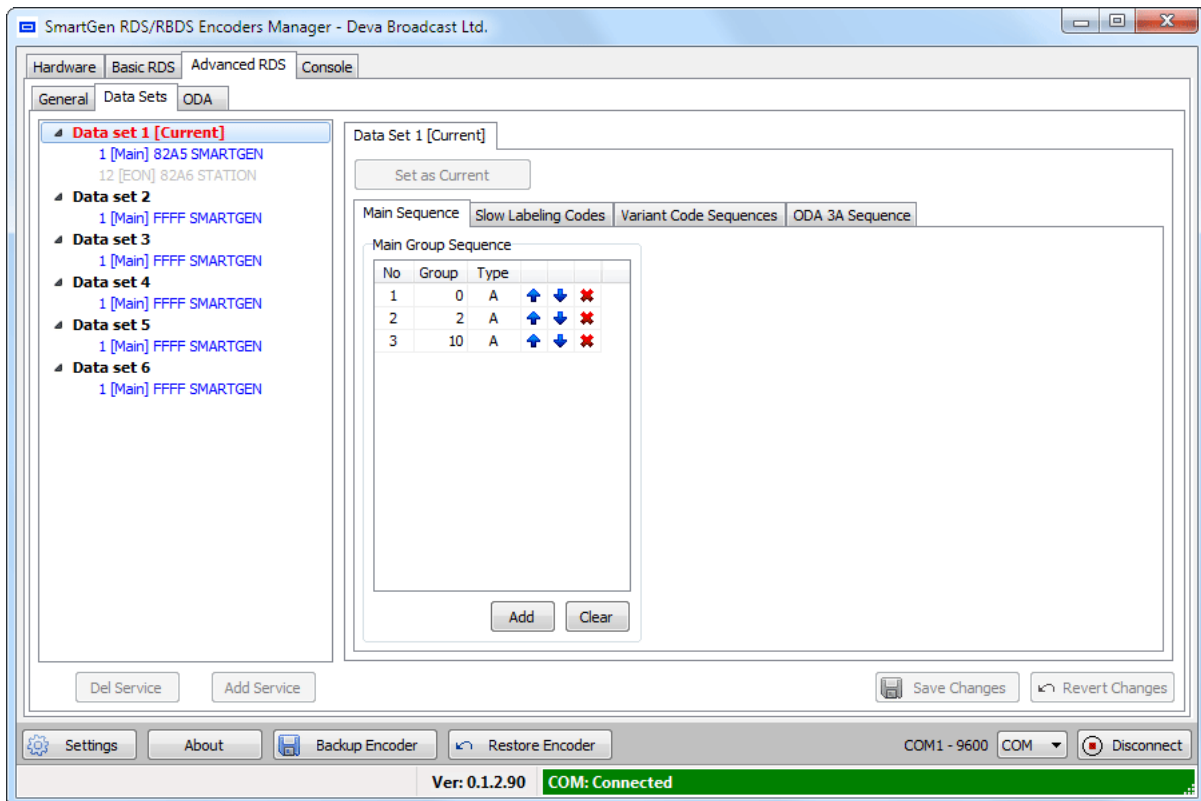 SmartGen RDS/RBDS Encoders Manager - Deva Broadcast Ltd.
Hardware Basic RDS Advanced RDS Console
General Data Sets ODA
Data set 1 [Current]
1 [Main] 82A5 SMARTGEN
12 [EON] 82A6 STATION
Data set 2
1 [Main] FFFF SMARTGEN
Data set 3
1 [Main] FFFF SMARTGEN
Data set 4
1 [Main] FFFF SMARTGEN
Data set 5
1 [Main] FFFF SMARTGEN
Data set 6
1 [Main] FFFF SMARTGEN
Del Service Add Service
Data Set 1 [Current]
Set as Current
Main Sequence Slow Labeling Codes Variant Code Sequences ODA 3A Sequence
Main Group Sequence
No Group Type
1 0 A
2 2 A
3 10 A
Add Clear
Save Changes Revert Changes
Settings About Backup Encoder Restore Encoder COM1 - 9600 COM Disconnect
Ver: 0.1.2.90 COM: Connected